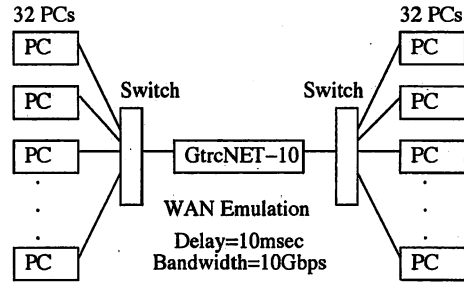 32 PCs 32 PCs
PC PC
Switch Switch
PC PC
PC GtrcNET-10 PC
WAN Emulation
Delay=10msec
PC Bandwidth=10Gbps PC